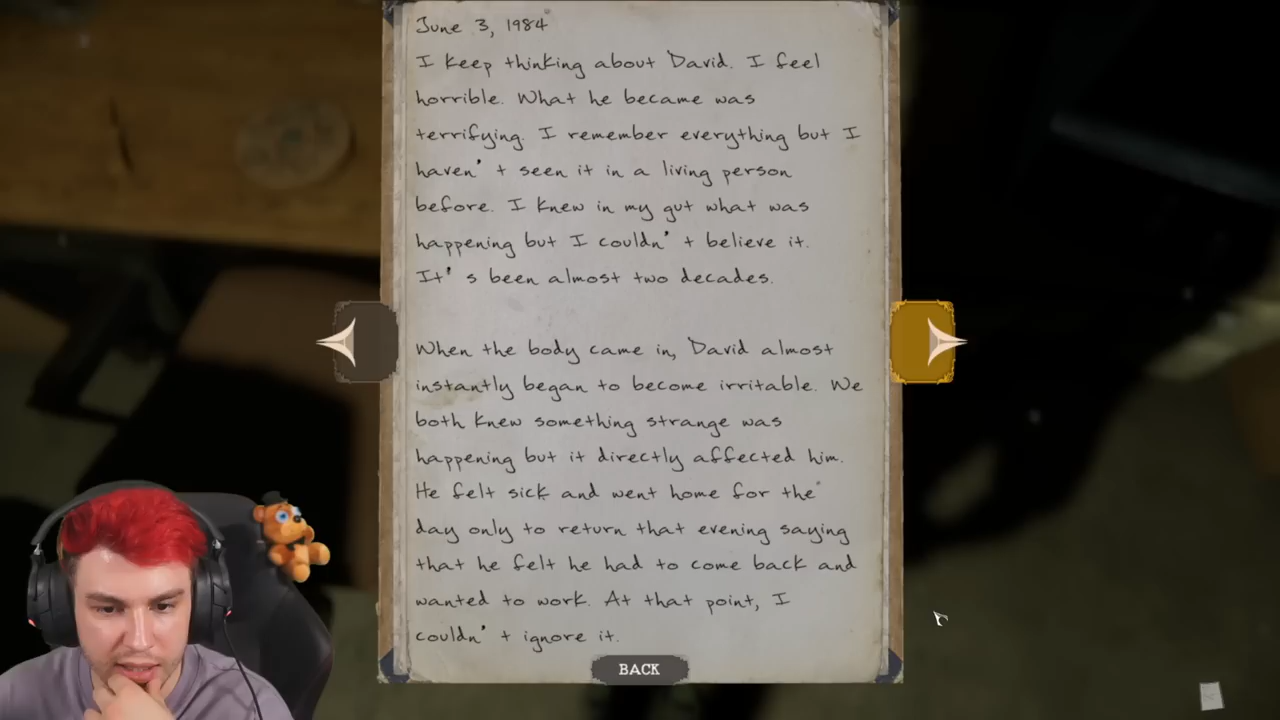 June 3, 1984
I keep thinking about David. I feel
horrible. What he became was
terrifying. I remember everything but I
haven't seen it in a living person
before. I knew in my gut what was
happening but I couldn't believe it.
It's been almost two decades.
When the body came in, David almost
instantly began to become irritable. We
both knew something strange was
happening but it directly affected him.
He felt sick and went home for the
day only to return that evening saying
that he felt he had to come back and
wanted to work. At that point, I
couldn't ignore it.
BACK